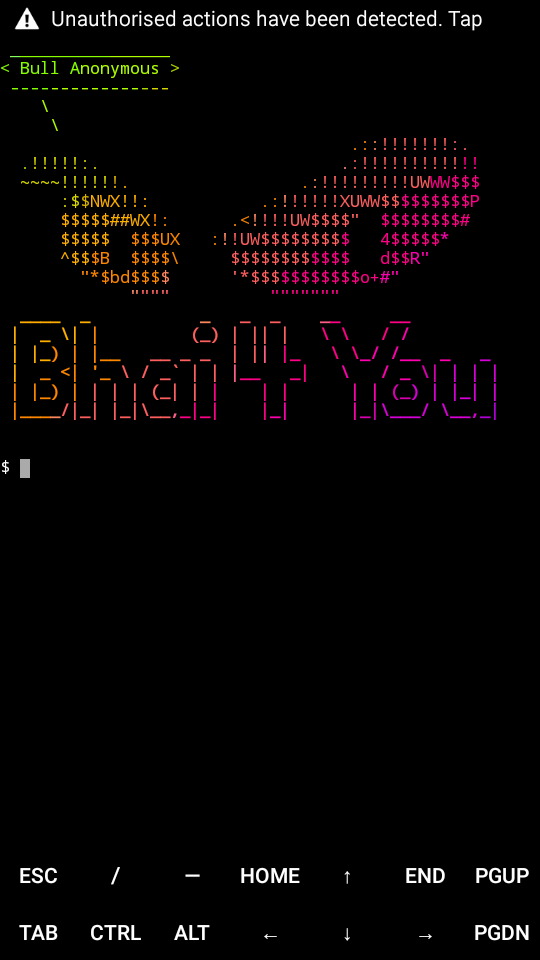 Unauthorised actions have been detected. Tap
< Bull Anonymous >
Bhai4 You
$
ESC / — HOME ↑ END PGUP
TAB CTRL ALT ← ↓ → PGDN